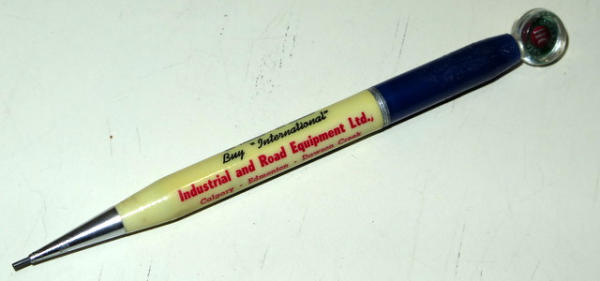 Buy "International"
Industrial and Road Equipment Ltd.,
Calgary - Edmonton - Dawson Creek